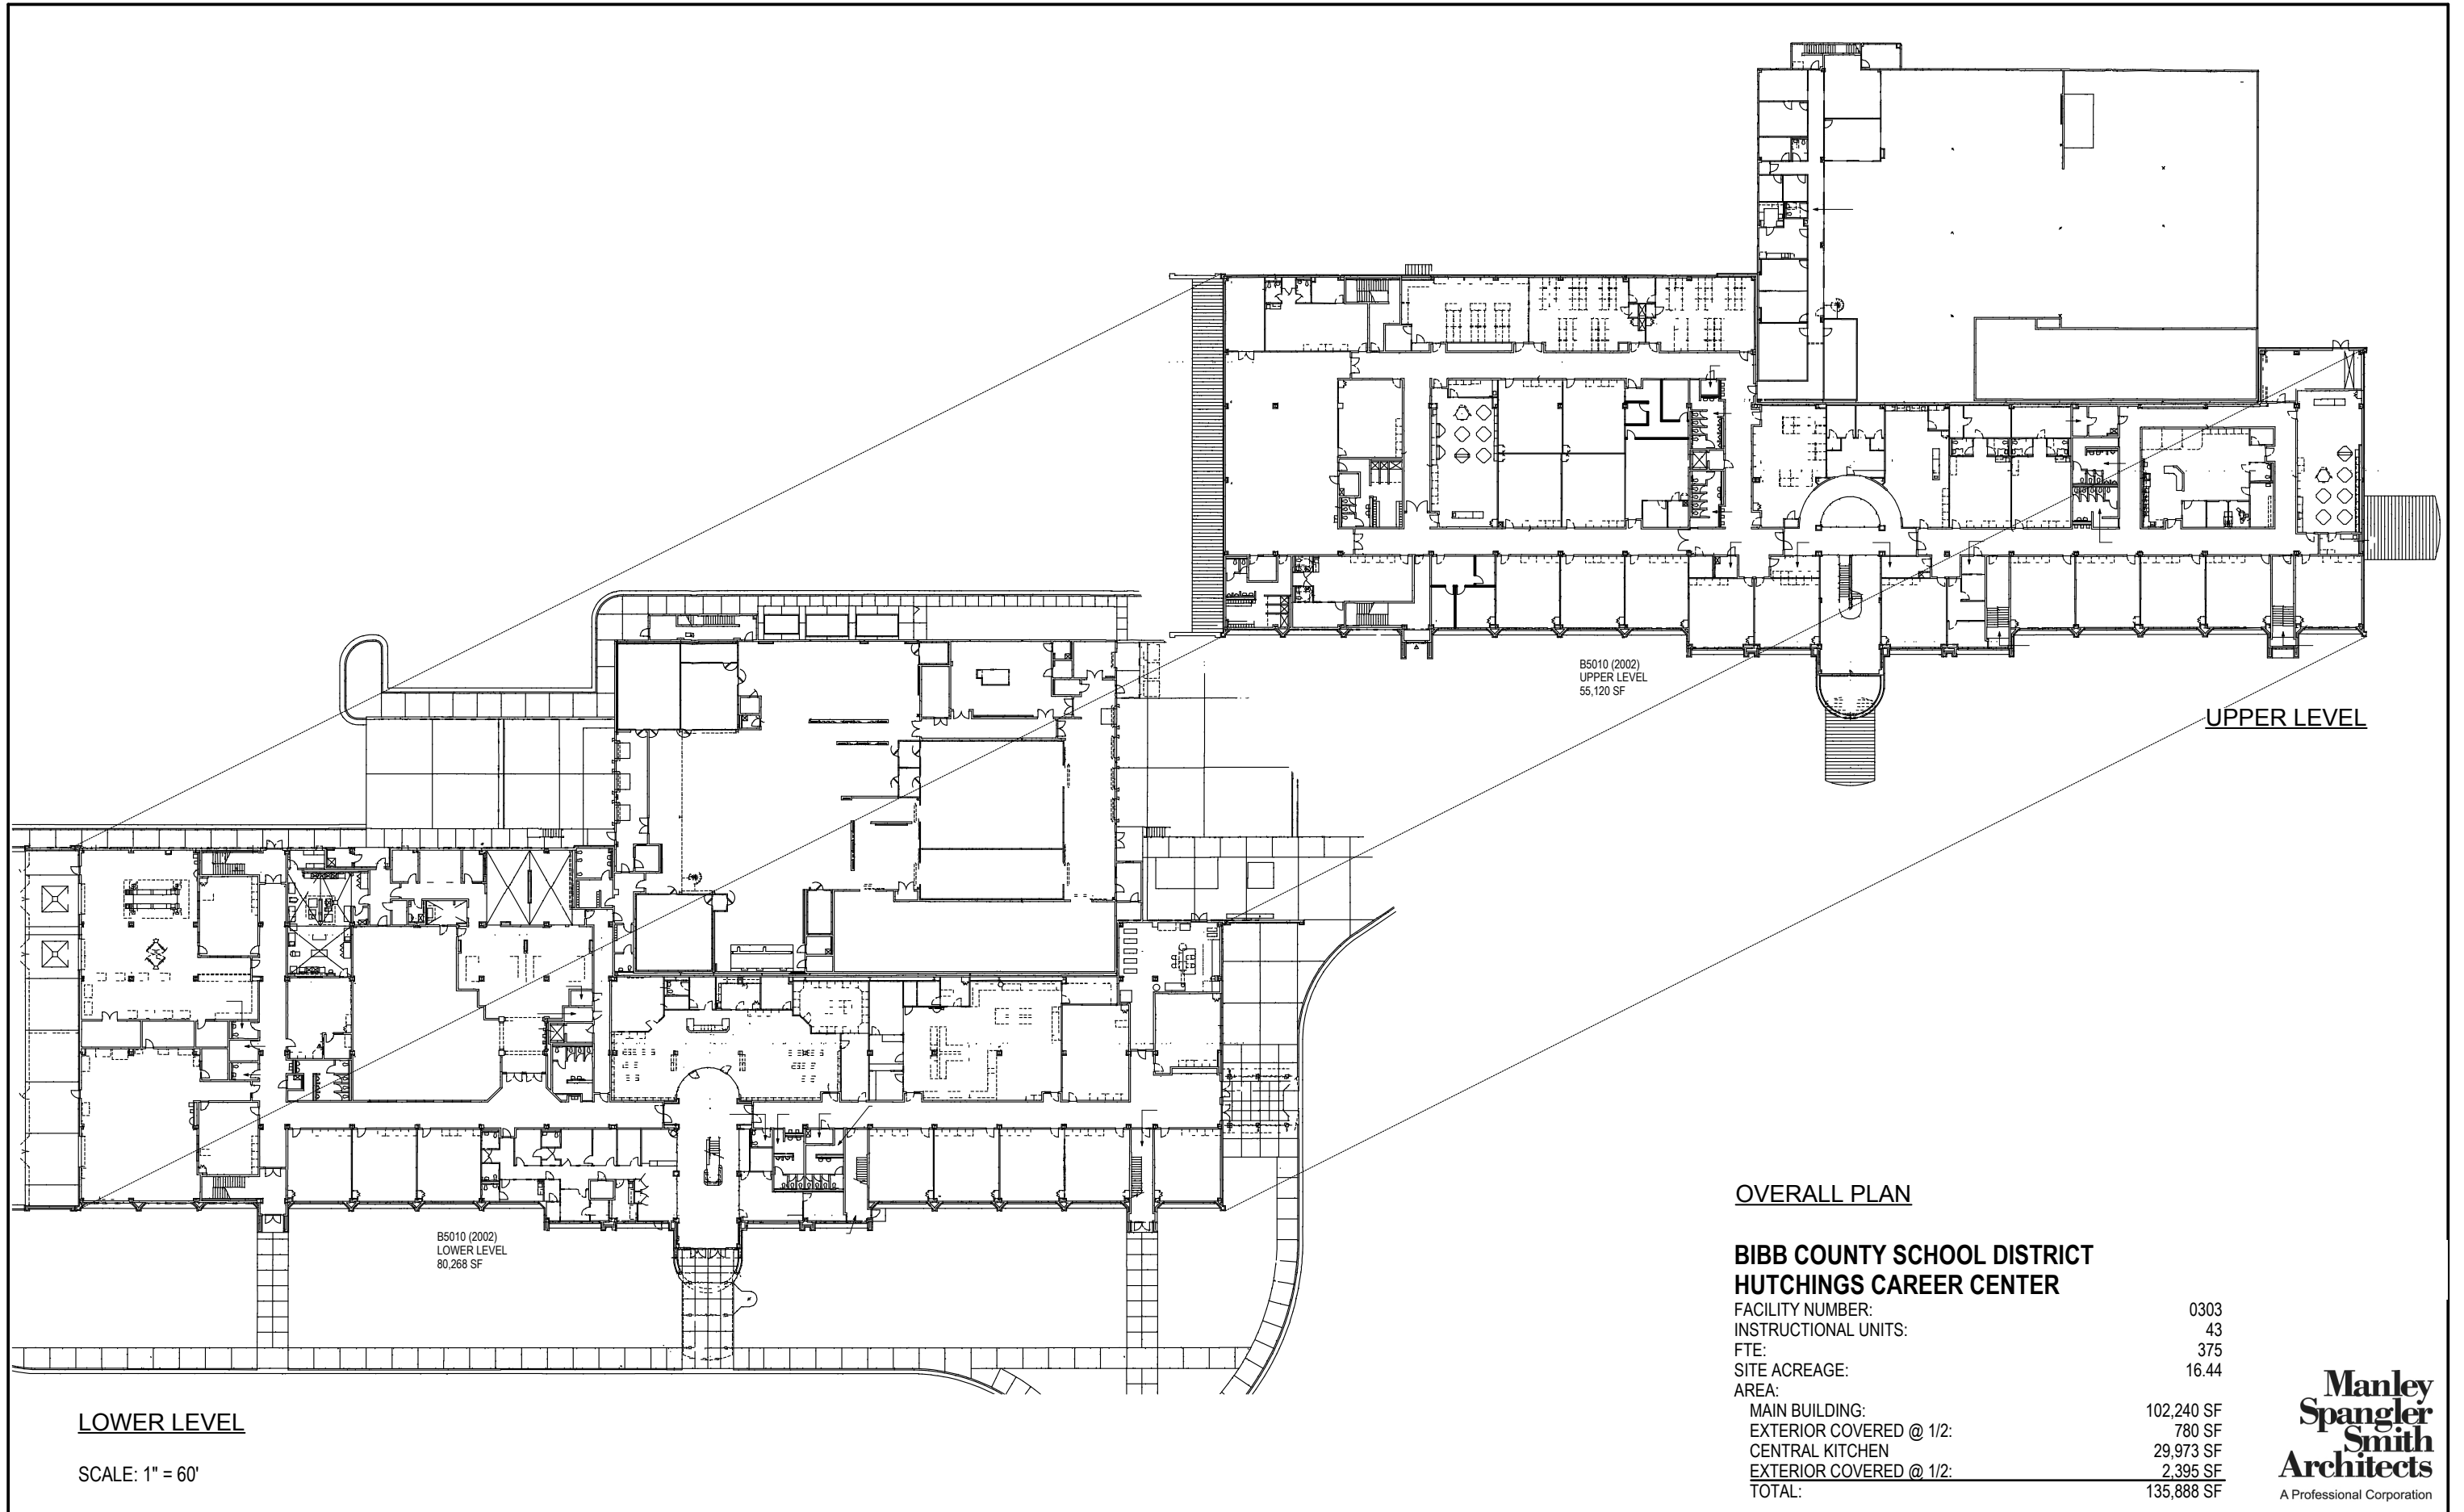 B5010 (2002)
UPPER LEVEL
55,120 SF
UPPER LEVEL
B5010 (2002)
LOWER LEVEL
80,268 SF
LOWER LEVEL
SCALE: 1" = 60'
OVERALL PLAN
BIBB COUNTY SCHOOL DISTRICT
HUTCHINGS CAREER CENTER
FACILITY NUMBER: 0303
INSTRUCTIONAL UNITS: 43
FTE: 375
SITE ACREAGE: 16.44
AREA:
MAIN BUILDING: 102,240 SF
EXTERIOR COVERED @ 1/2: 780 SF
CENTRAL KITCHEN 29,973 SF
EXTERIOR COVERED @ 1/2: 2,395 SF
TOTAL: 135,888 SF
Manley
Spangler
Smith
Architects
A Professional Corporation